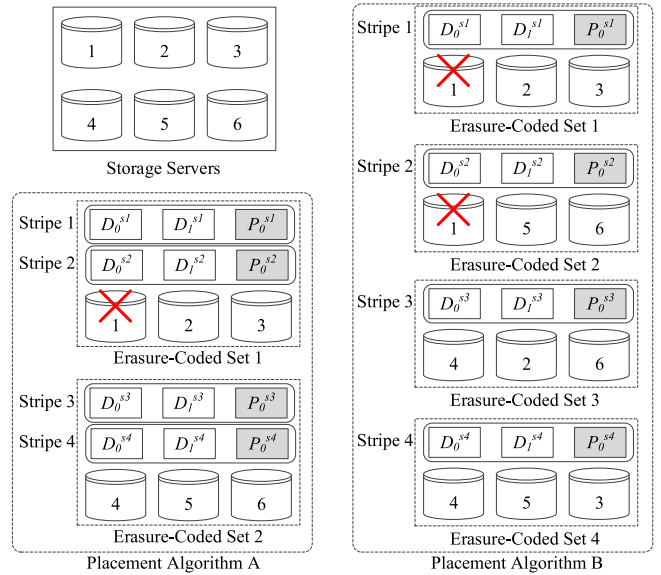 1 2 3
4 5 6
Storage Servers
Stripe 1 D₀ˢ¹ D₁ˢ¹ P₀ˢ¹
Stripe 2 D₀ˢ² D₁ˢ² P₀ˢ²
1 2 3
Erasure-Coded Set 1
Stripe 3 D₀ˢ³ D₁ˢ³ P₀ˢ³
Stripe 4 D₀ˢ⁴ D₁ˢ⁴ P₀ˢ⁴
4 5 6
Erasure-Coded Set 2
Placement Algorithm A
Stripe 1 D₀ˢ¹ D₁ˢ¹ P₀ˢ¹
1 2 3
Erasure-Coded Set 1
Stripe 2 D₀ˢ² D₁ˢ² P₀ˢ²
1 5 6
Erasure-Coded Set 2
Stripe 3 D₀ˢ³ D₁ˢ³ P₀ˢ³
4 2 6
Erasure-Coded Set 3
Stripe 4 D₀ˢ⁴ D₁ˢ⁴ P₀ˢ⁴
4 5 3
Erasure-Coded Set 4
Placement Algorithm B